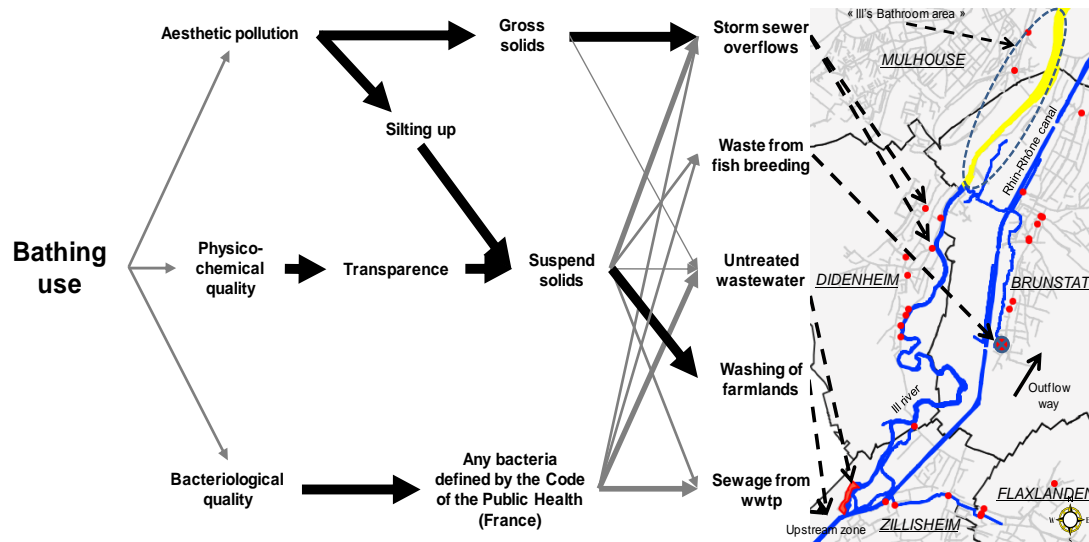 Bathing
use
Aesthetic pollution
Physico-
chemical
quality
Bacteriological
quality
Silting up
Transparence
Gross
solids
Suspend
solids
Any bacteria
defined by the Code
of the Public Health
(France)
Storm sewer
overflows
Waste from
fish breeding
Untreated
wastewater
Washing of
farmlands
Sewage from
wwtp
« Ill's Bathroom area »
MULHOUSE
Rhin-Rhône canal
DIDENHEIM
BRUNSTAT
Outflow
way
Ill river
FLAXLANDEN
ZILLISHEIM
Upstream zone
N
W
E
S